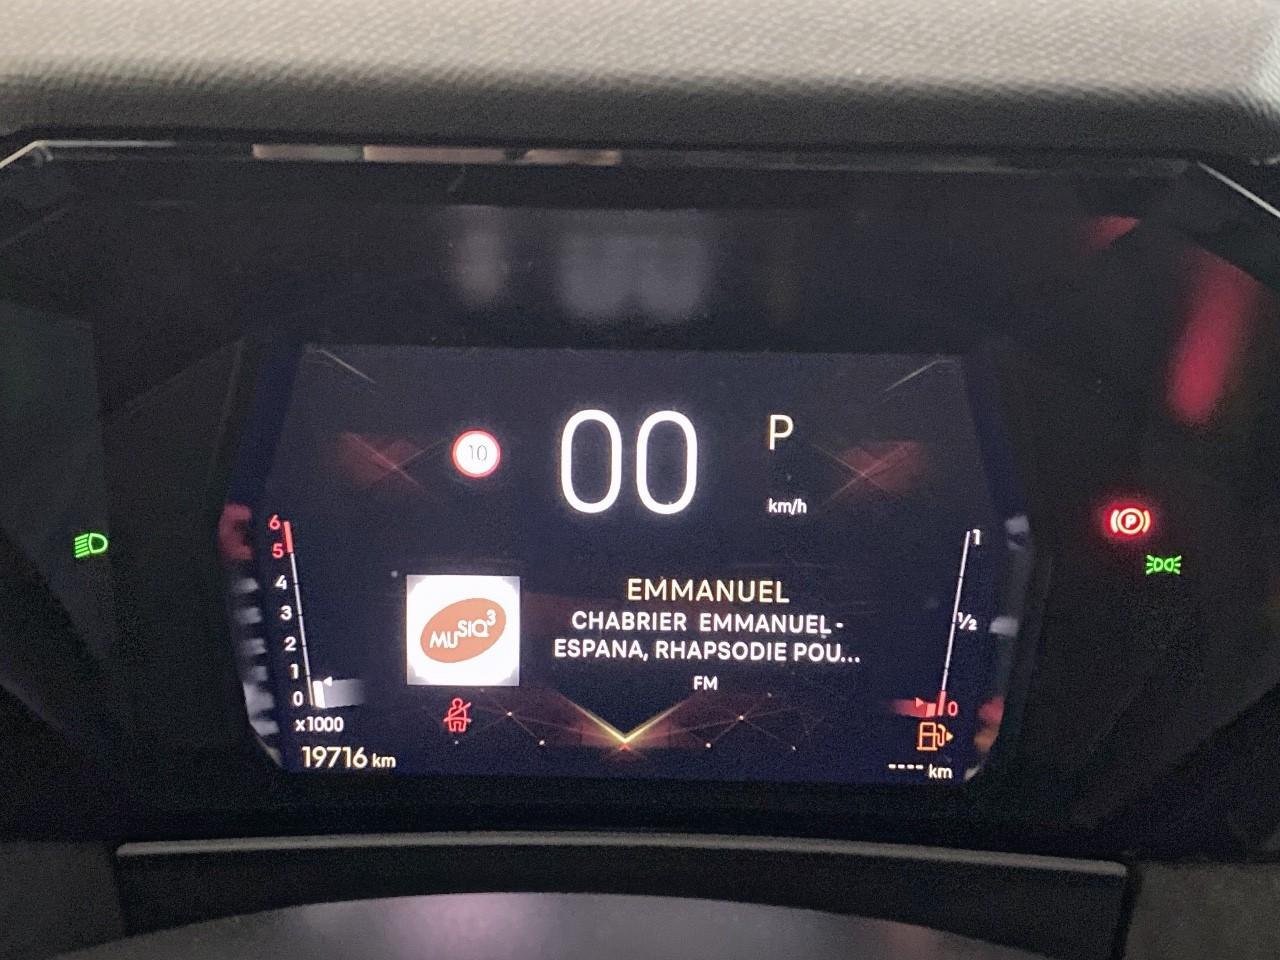 10
00
P
km/h
6
5
4
3
2
1
0
x1000
19716 km
MUSIQ3
EMMANUEL
CHABRIER EMMANUEL -
ESPANA, RHAPSODIE POU...
FM
1
1/2
0
---- km
P